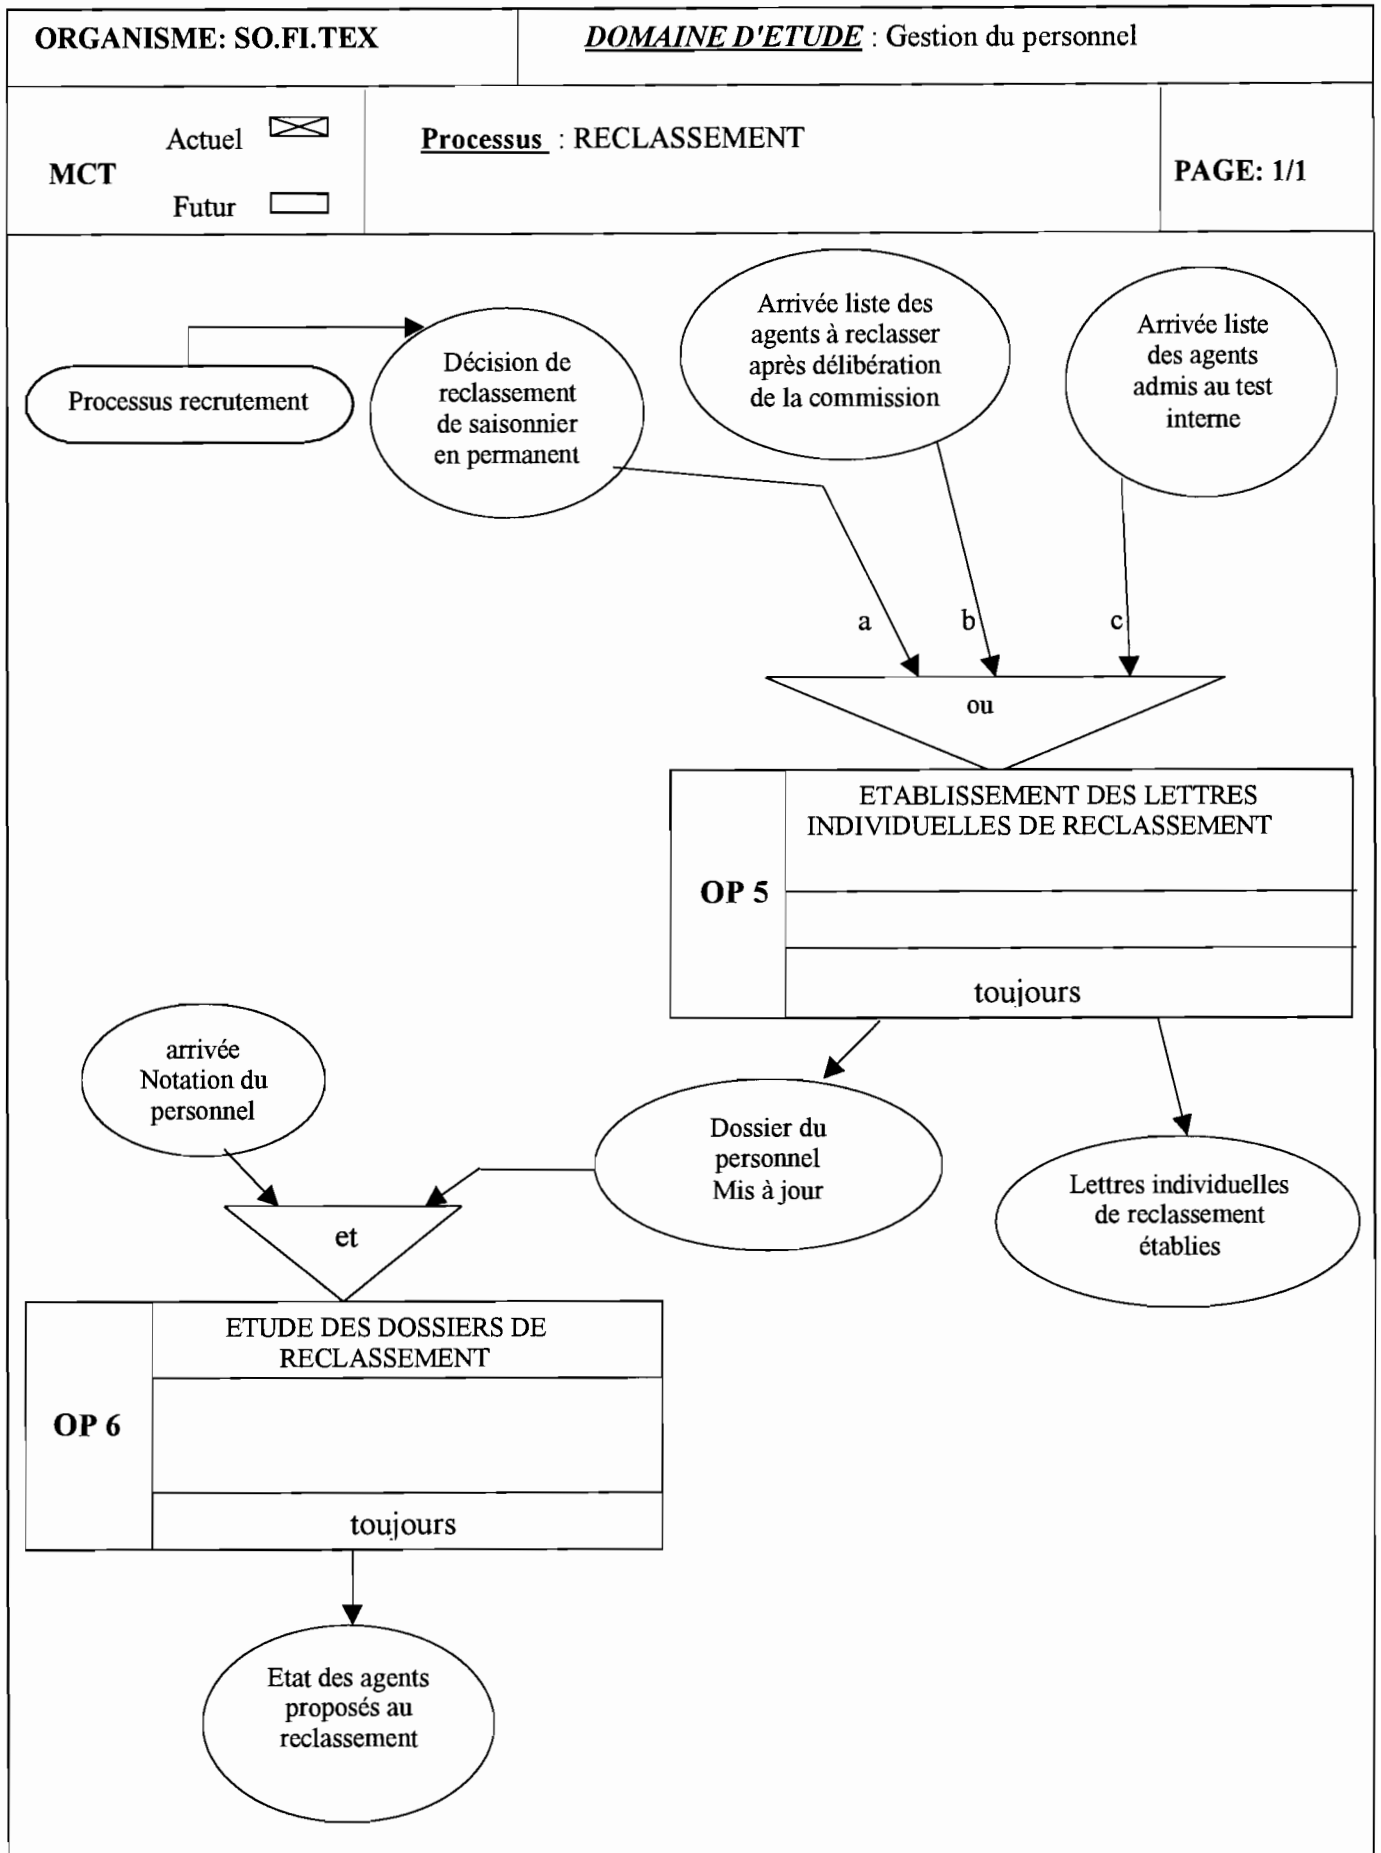 ORGANISME: SO.FI.TEX
DOMAINE D'ETUDE : Gestion du personnel
MCT
Actuel
Futur
Processus : RECLASSEMENT
PAGE: 1/1
Processus recrutement
Décision de
reclassement
de saisonnier
en permanent
Arrivée liste des
agents à reclasser
après délibération
de la commission
Arrivée liste
des agents
admis au test
interne
a
b
c
ou
OP 5
ETABLISSEMENT DES LETTRES
INDIVIDUELLES DE RECLASSEMENT
toujours
arrivée
Notation du
personnel
Dossier du
personnel
Mis à jour
Lettres individuelles
de reclassement
établies
et
OP 6
ETUDE DES DOSSIERS DE
RECLASSEMENT
toujours
Etat des agents
proposés au
reclassement